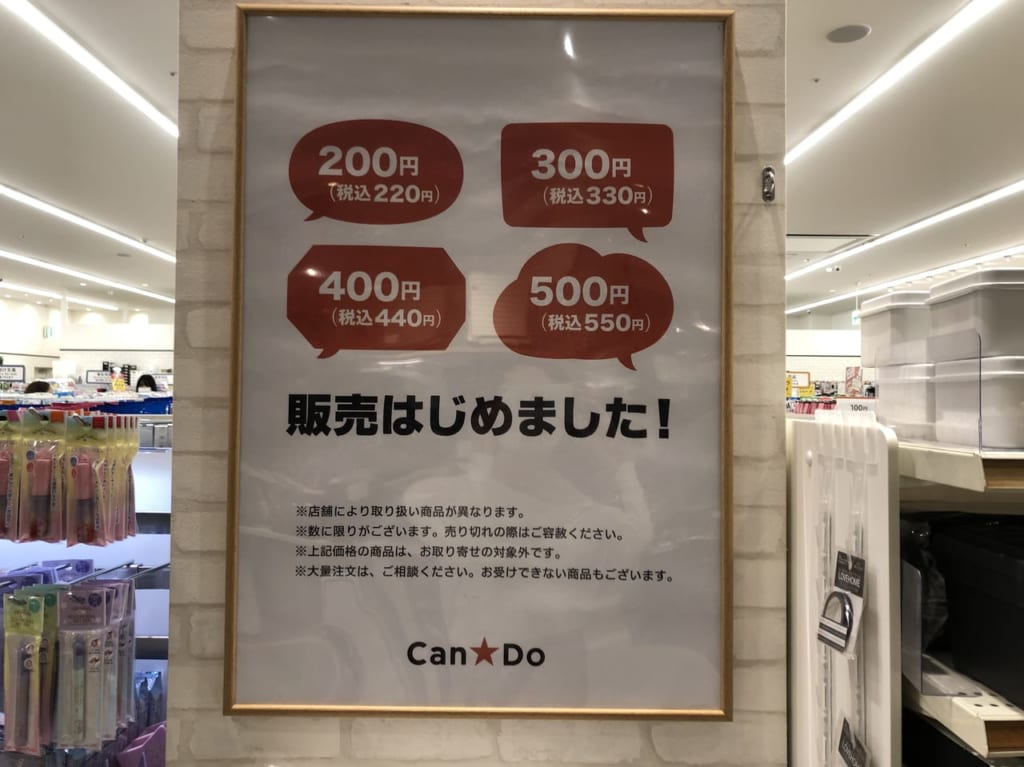 200円
(税込220円)
300円
(税込330円)
400円
(税込440円)
500円
(税込550円)
販売はじめました!
※店舗により取り扱い商品が異なります。
※数に限りがございます。売り切れの際はご容赦ください。
※上記価格の商品は、お取り寄せの対象外です。
※大量注文は、ご相談ください。お受けできない商品もございます。
Can★Do
100円
LOVEHOME